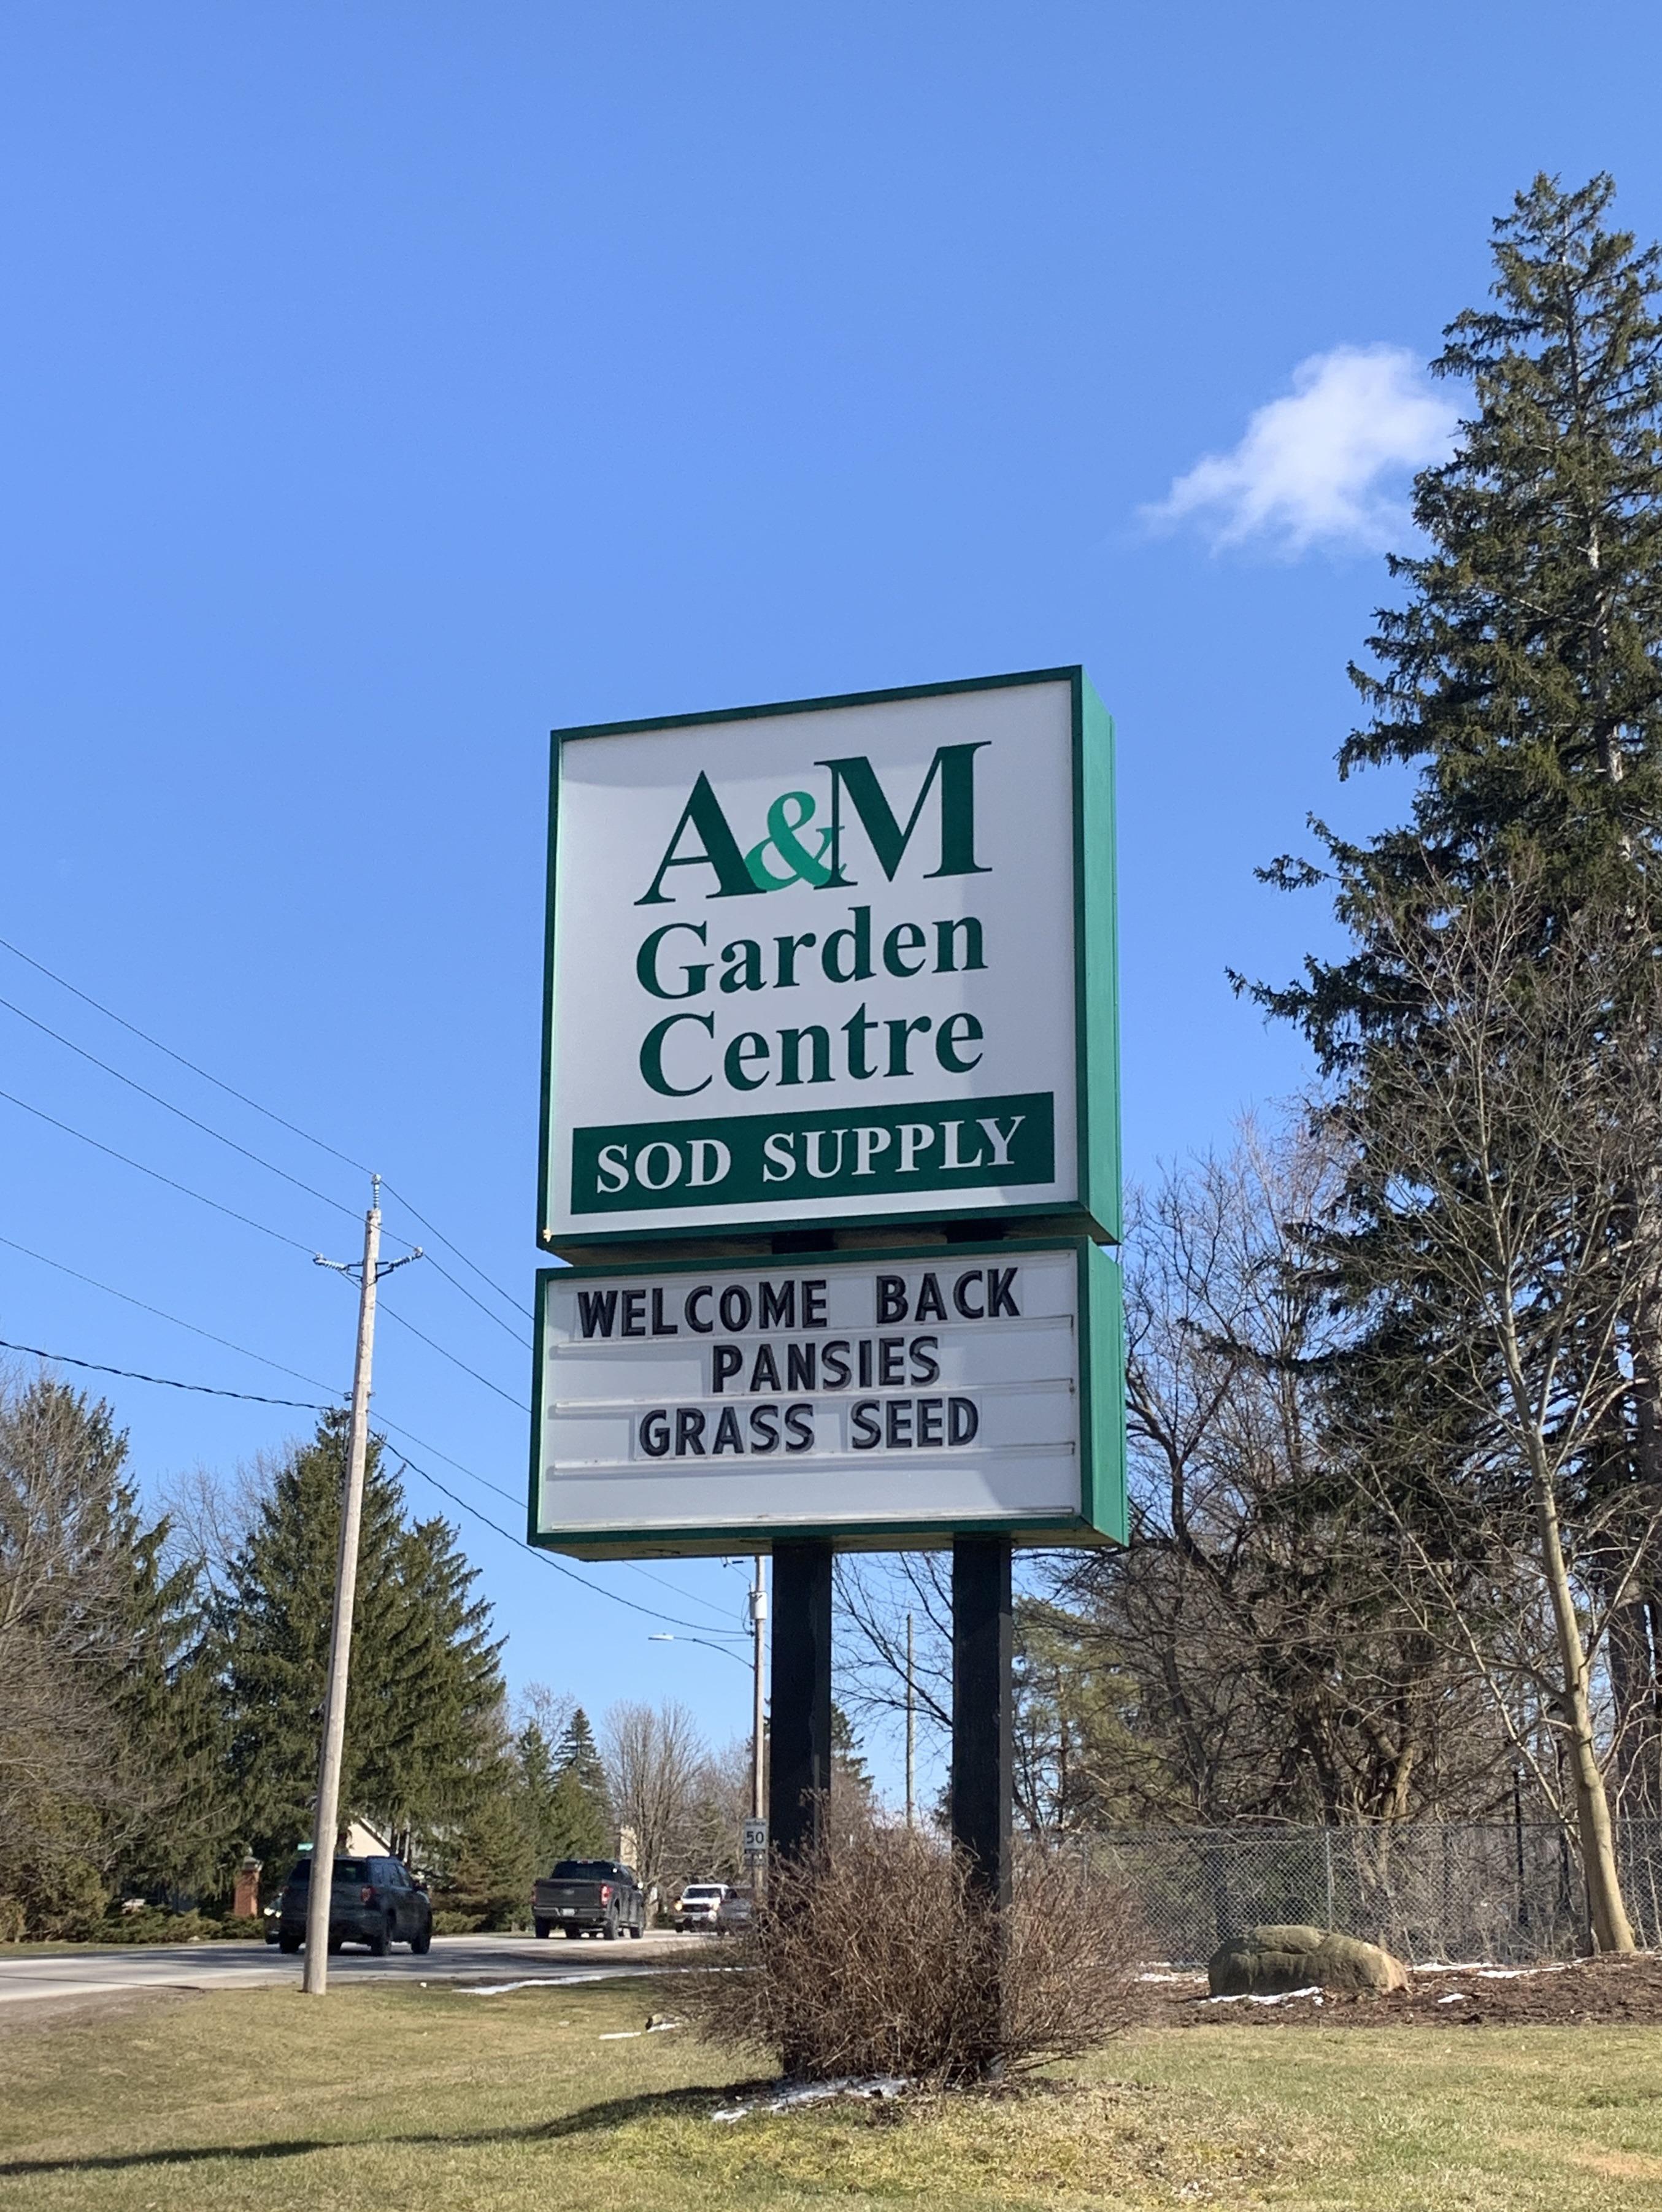 A&M
Garden
Centre
SOD SUPPLY
WELCOME BACK
PANSIES
GRASS SEED
50